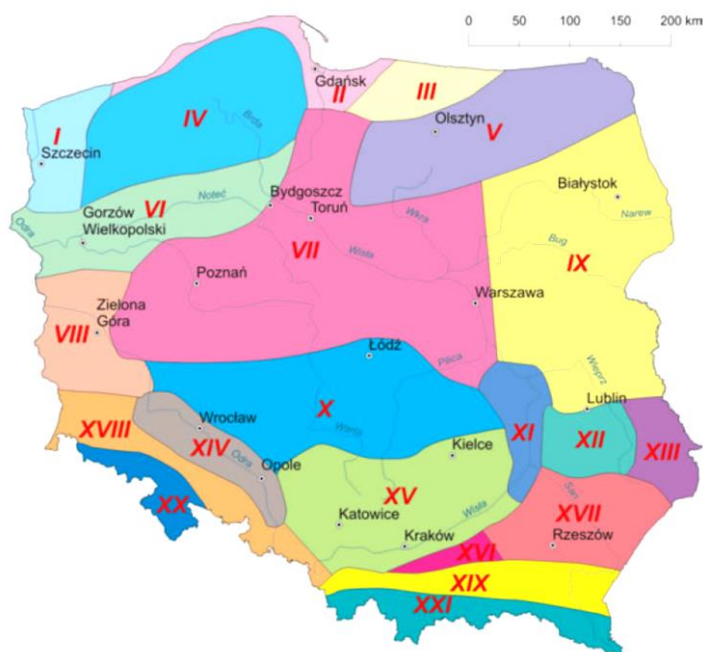 0 50 100 150 200 km
Gdańsk
II
III
I
IV
Brda
Olsztyn
V
Szczecin
Białystok
VI
Noteć
Bydgoszcz
Toruń
Wkra
Narew
Odra
Gorzów
Wielkopolski
VII
Wisła
Bug
IX
Poznań
Warszawa
Zielona
Góra
VIII
Łódź
Pilica
Wieprz
Lublin
X
Warta
XI
XII
XIII
XVIII
Wrocław
XIV
Odra
Opole
Kielce
XX
XV
Katowice
Wisła
San
XVII
Kraków
XVI
Rzeszów
XIX
XXI